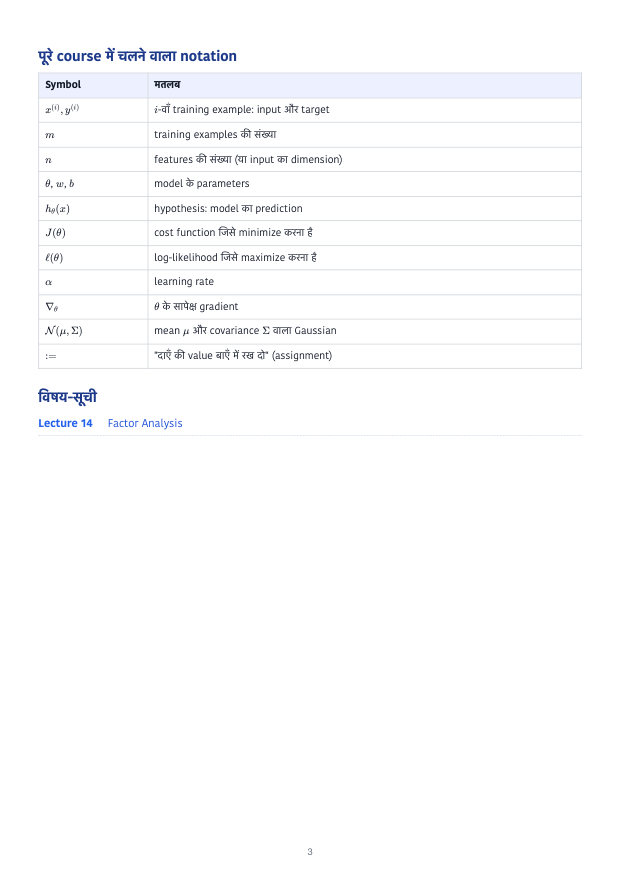 पूरे course में चलने वाला notation
Symbol मतलब
x^(i), y^(i) i-वाँ training example: input और target
m training examples की संख्या
n features की संख्या (या input का dimension)
θ, w, b model के parameters
h_θ(x) hypothesis: model का prediction
J(θ) cost function जिसे minimize करना है
ℓ(θ) log-likelihood जिसे maximize करना है
α learning rate
∇_θ θ के सापेक्ष gradient
𝒩(μ, Σ) mean μ और covariance Σ वाला Gaussian
:= "दाएँ की value बाएँ में रख दो" (assignment)
विषय-सूची
Lecture 14 Factor Analysis
3